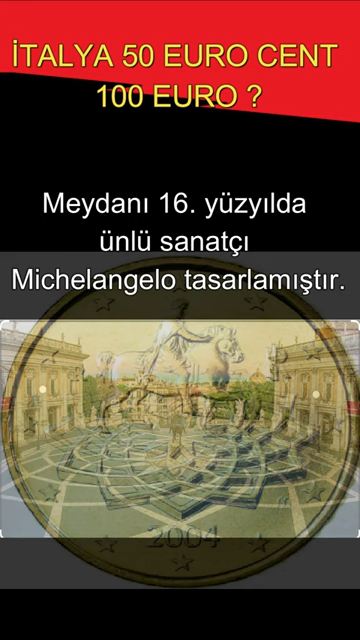 İTALYA 50 EURO CENT
100 EURO ?
Meydanı 16. yüzyılda
ünlü sanatçı
Michelangelo tasarlamıştır.
2004